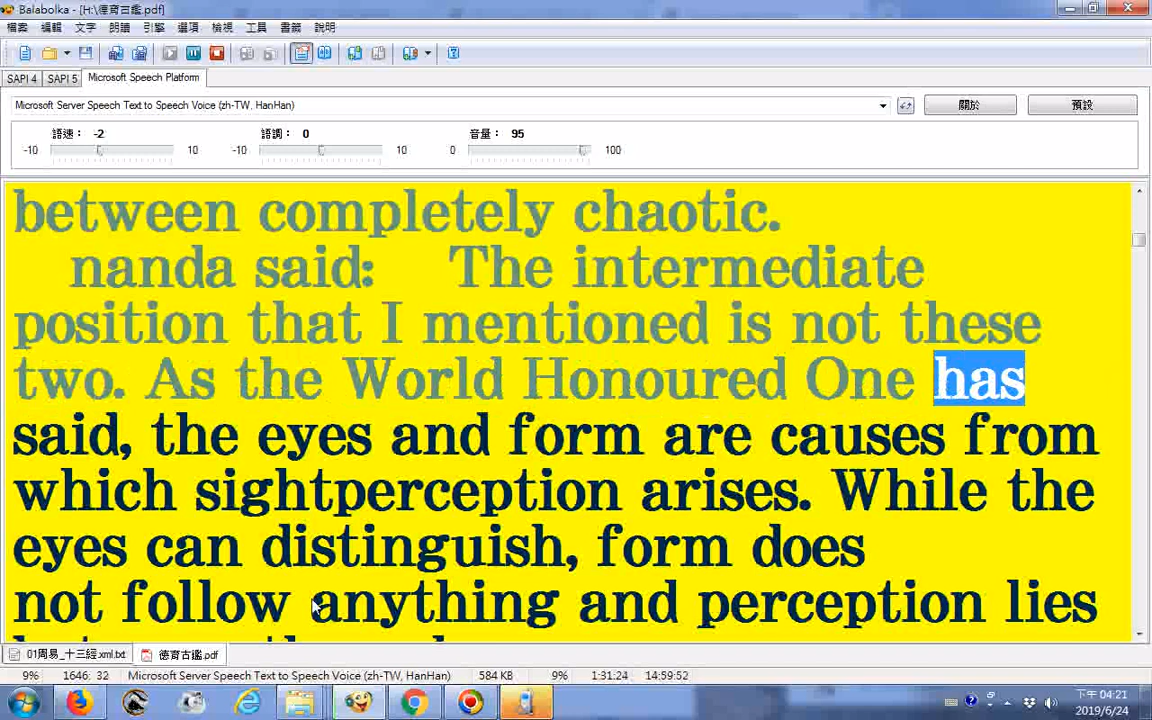 Balabolka - [H:\德育古鑑.pdf]
檔案 編輯 文字 朗讀 引擎 選項 檢視 工具 書籤 說明
SAPI 4 SAPI 5 Microsoft Speech Platform
Microsoft Server Speech Text to Speech Voice (zh-TW, HanHan) 關於 預設
語速： -2 語調： 0 音量： 95
-10 10 -10 10 0 100
between completely chaotic.
nanda said: The intermediate
position that I mentioned is not these
two. As the World Honoured One has
said, the eyes and form are causes from
which sightperception arises. While the
eyes can distinguish, form does
not follow anything and perception lies
01周易_十三經.xml.txt 德育古鑑.pdf
9% 1646: 32 Microsoft Server Speech Text to Speech Voice (zh-TW, HanHan) 584 KB 9% 1:31:24 14:59:52
下午 04:21
2019/6/24